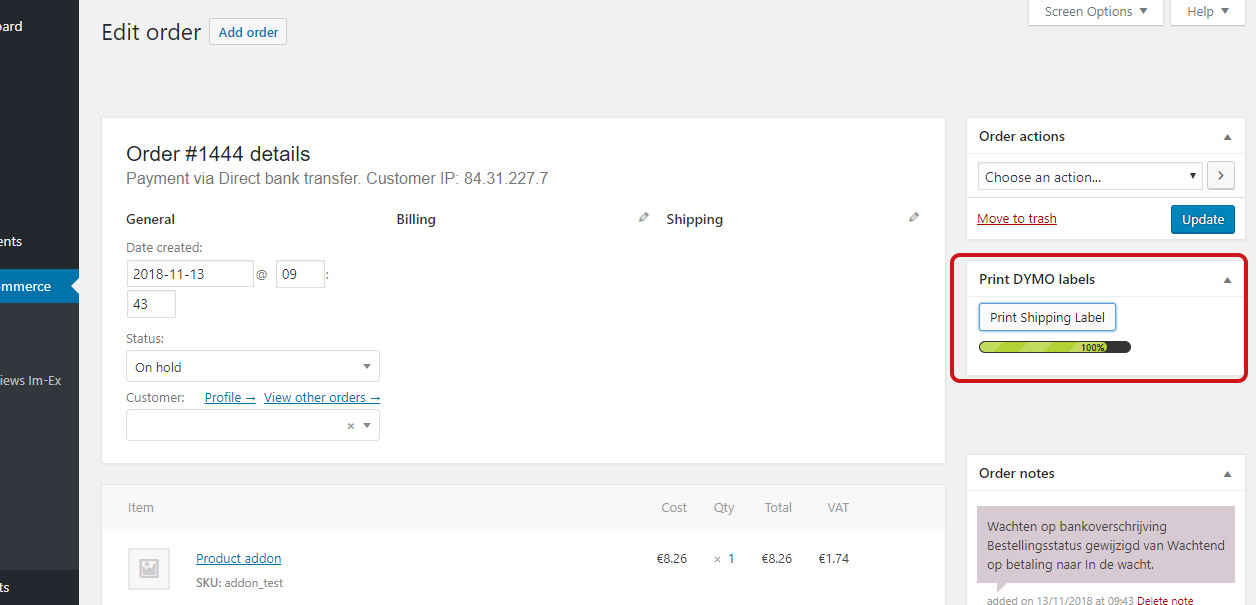 Screen Options
Help
Edit order
Add order
ard
ents
mmerce
iews Im-Ex
ts
Order #1444 details
Payment via Direct bank transfer. Customer IP: 84.31.227.7
General
Billing
Shipping
Date created:
2018-11-13 @ 09 :
43
Status:
On hold
Customer: Profile → View other orders →
×
Item Cost Qty Total VAT
Product addon €8.26 × 1 €8.26 €1.74
SKU: addon_test
Order actions
Choose an action...
Move to trash
Update
Print DYMO labels
Print Shipping Label
100%
Order notes
Wachten op bankoverschrijving
Bestellingsstatus gewijzigd van Wachtend
op betaling naar In de wacht.
added on 13/11/2018 at 09:43 Delete note